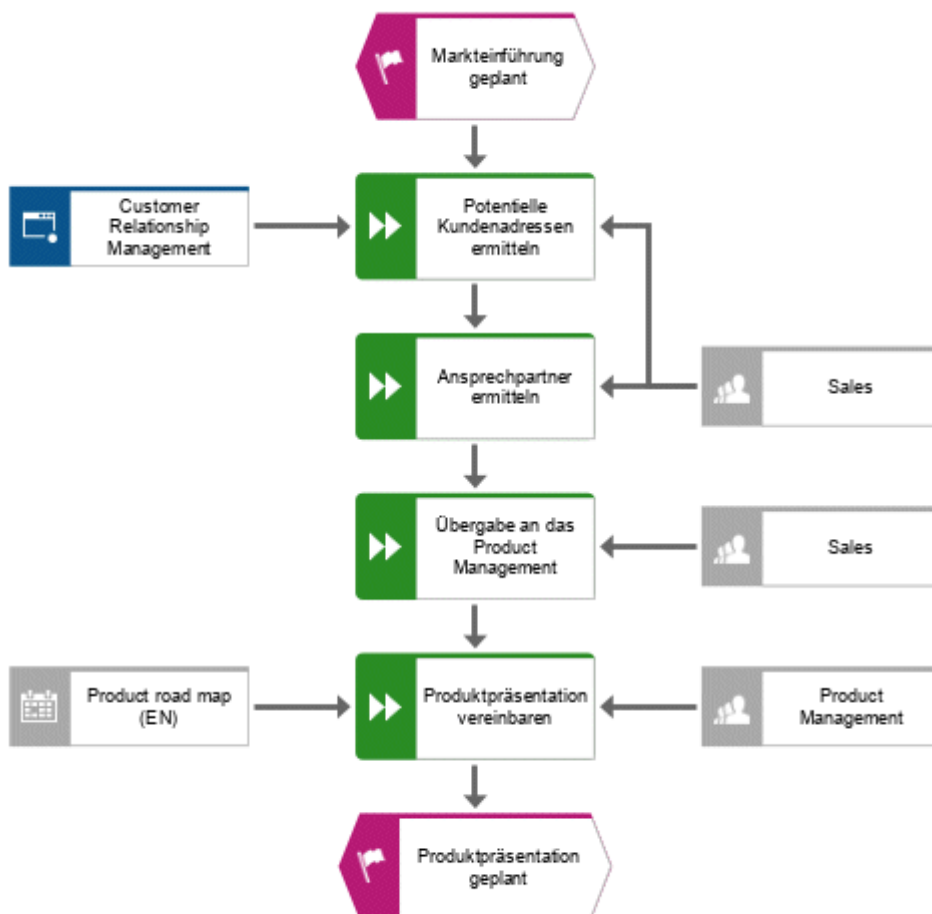 Markteinführung
geplant
Customer
Relationship
Management
Potentielle
Kundenadressen
ermitteln
Ansprechpartner
ermitteln
Sales
Übergabe an das
Product
Management
Sales
Product road map
(EN)
Produktpräsentation
vereinbaren
Product
Management
Produktpräsentation
geplant